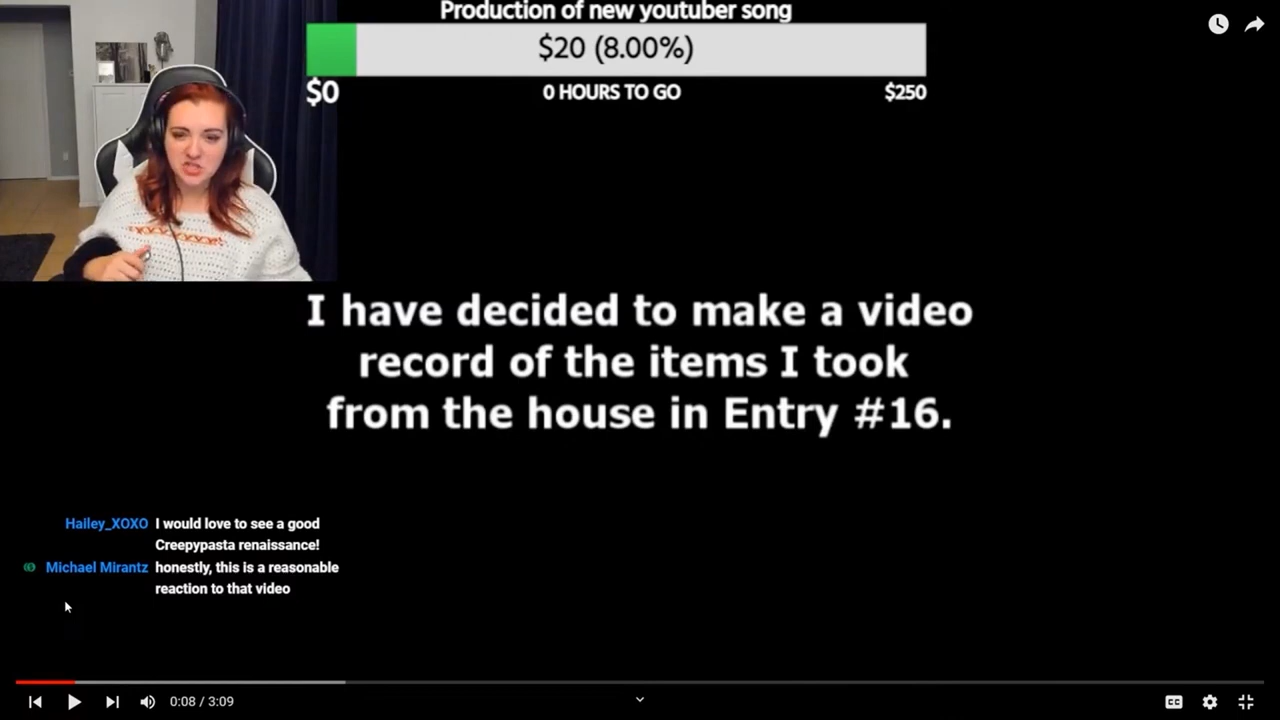 Production of new youtuber song
$20 (8.00%)
$0 0 HOURS TO GO $250
I have decided to make a video
record of the items I took
from the house in Entry #16.
Hailey_XOXO I would love to see a good
Creepypasta renaissance!
Michael Mirantz honestly, this is a reasonable
reaction to that video
0:08 / 3:09
CC